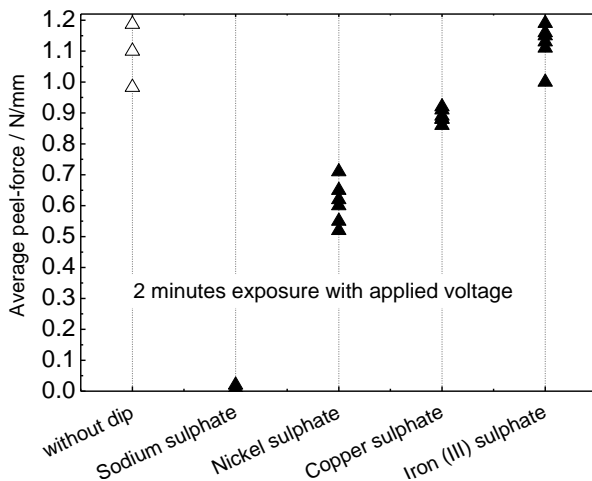 1.2
1.1
1.0
0.9
0.8
0.7
0.6
0.5
0.4
0.3
0.2
0.1
0.0
Average peel-force / N/mm
2 minutes exposure with applied voltage
without dip
Sodium sulphate
Nickel sulphate
Copper sulphate
Iron (III) sulphate